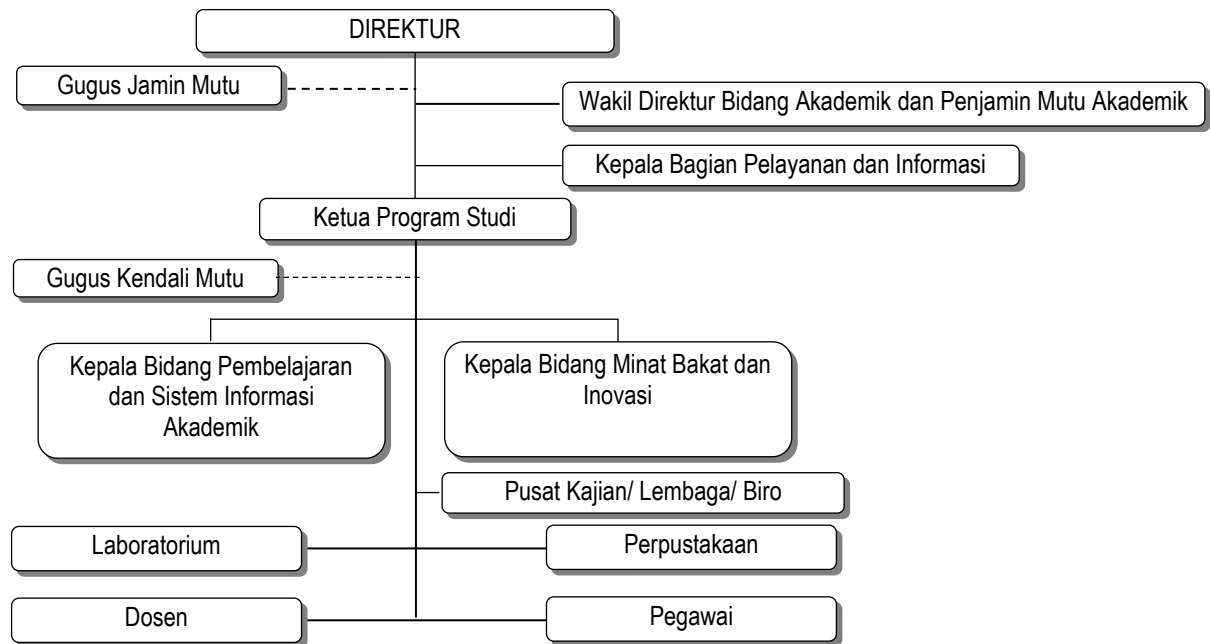 DIREKTUR
Gugus Jamin Mutu
Wakil Direktur Bidang Akademik dan Penjamin Mutu Akademik
Kepala Bagian Pelayanan dan Informasi
Ketua Program Studi
Gugus Kendali Mutu
Kepala Bidang Pembelajaran
dan Sistem Informasi
Akademik
Kepala Bidang Minat Bakat dan
Inovasi
Pusat Kajian/ Lembaga/ Biro
Laboratorium
Perpustakaan
Dosen
Pegawai